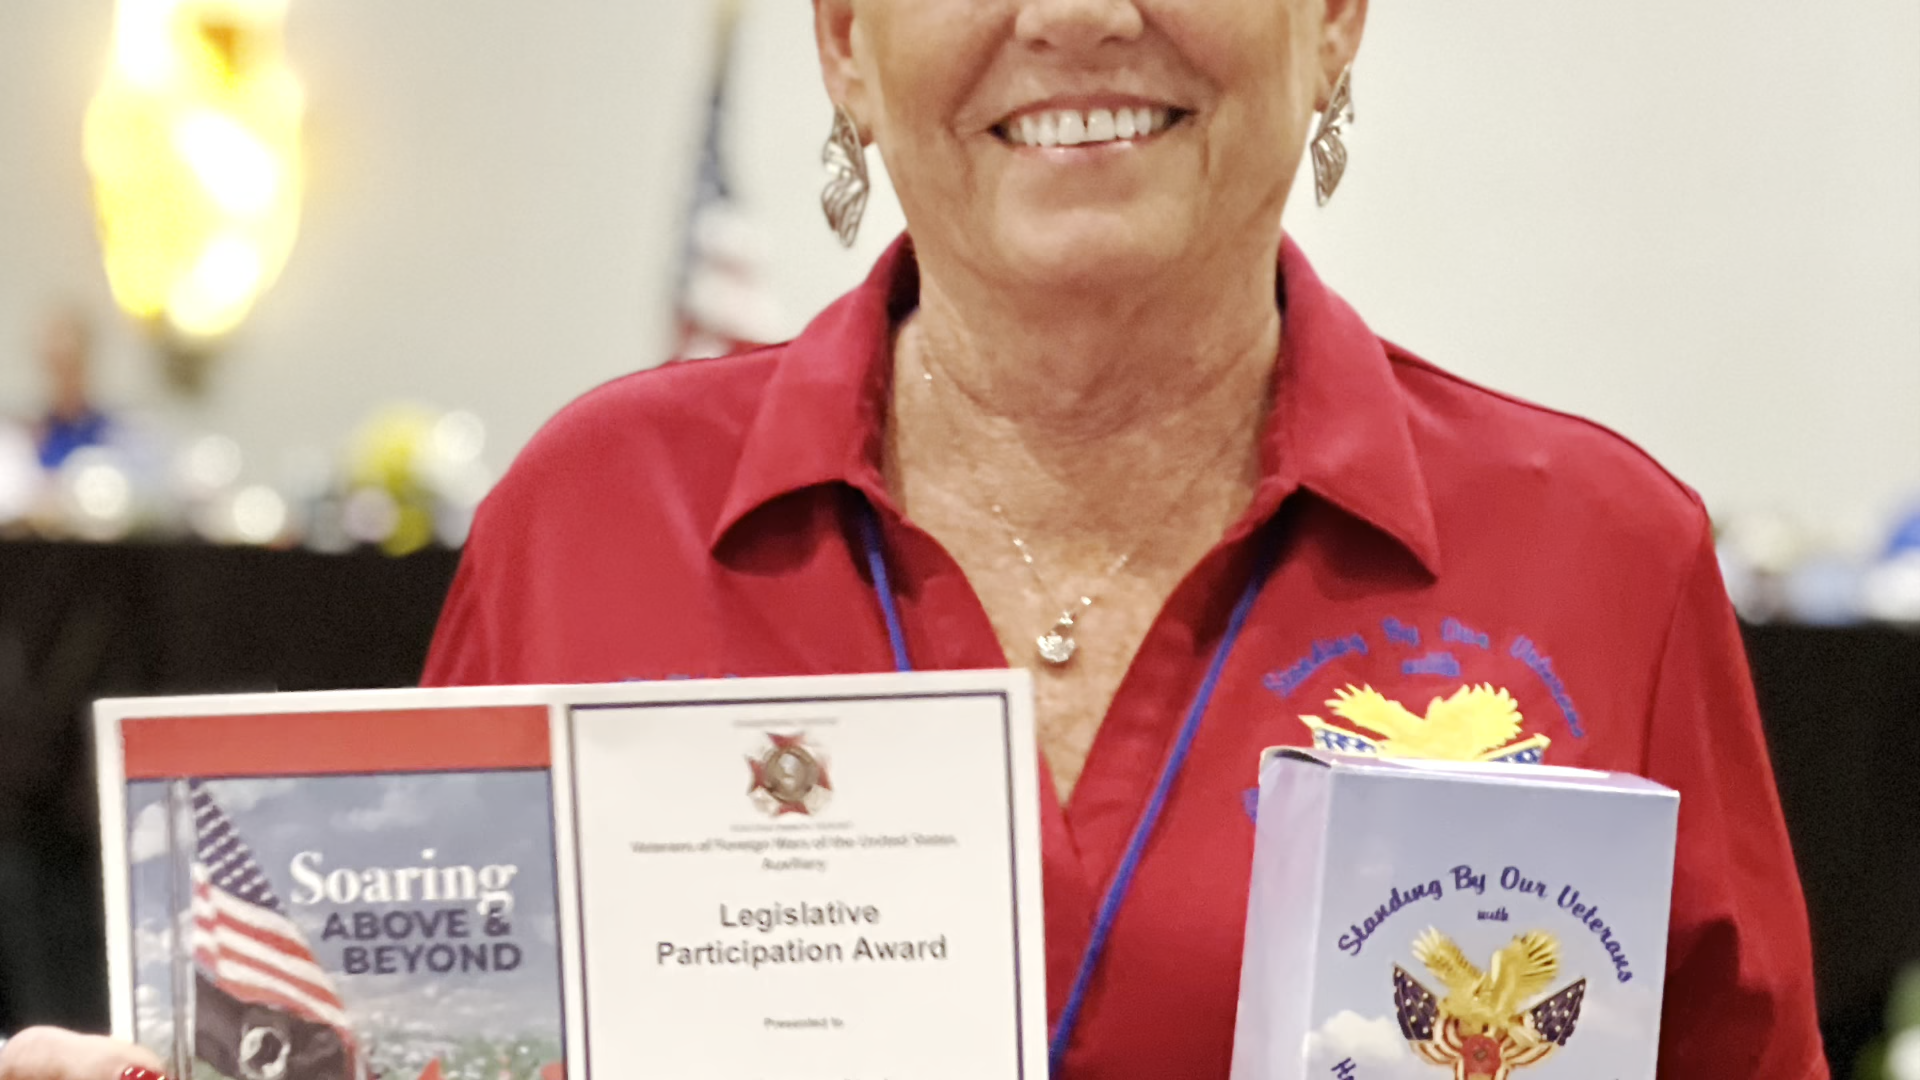 Standing By Our Veterans
with
Soaring
ABOVE &
BEYOND
Veterans of Foreign Wars of the United States
Auxiliary
Legislative
Participation Award
Presented to
Standing By Our Veterans
with